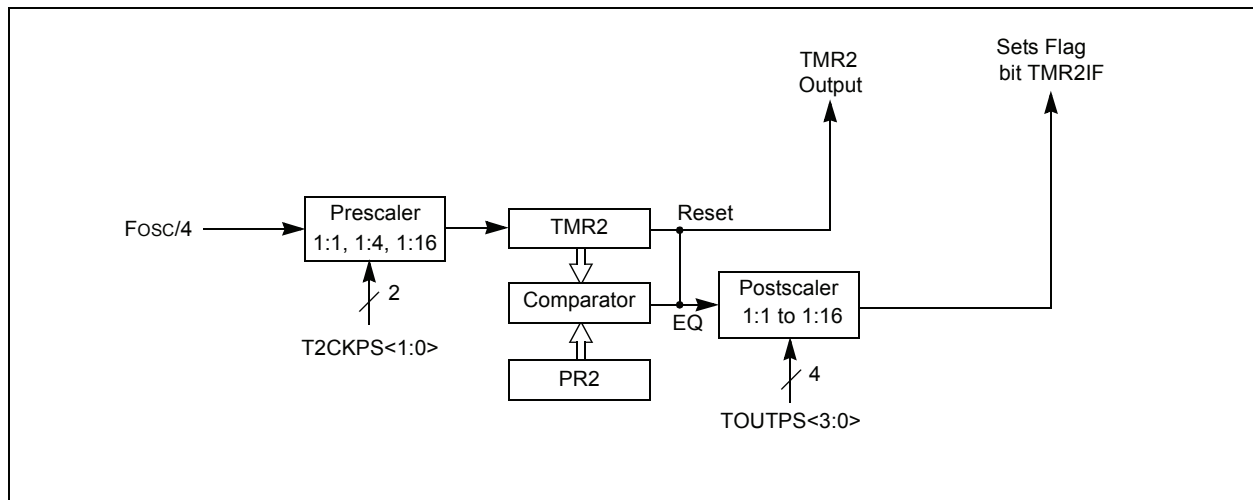 TMR2
Output
Sets Flag
bit TMR2IF
Fosc/4
Prescaler
1:1, 1:4, 1:16
2
T2CKPS<1:0>
TMR2
Reset
Comparator
EQ
PR2
Postscaler
1:1 to 1:16
4
TOUTPS<3:0>